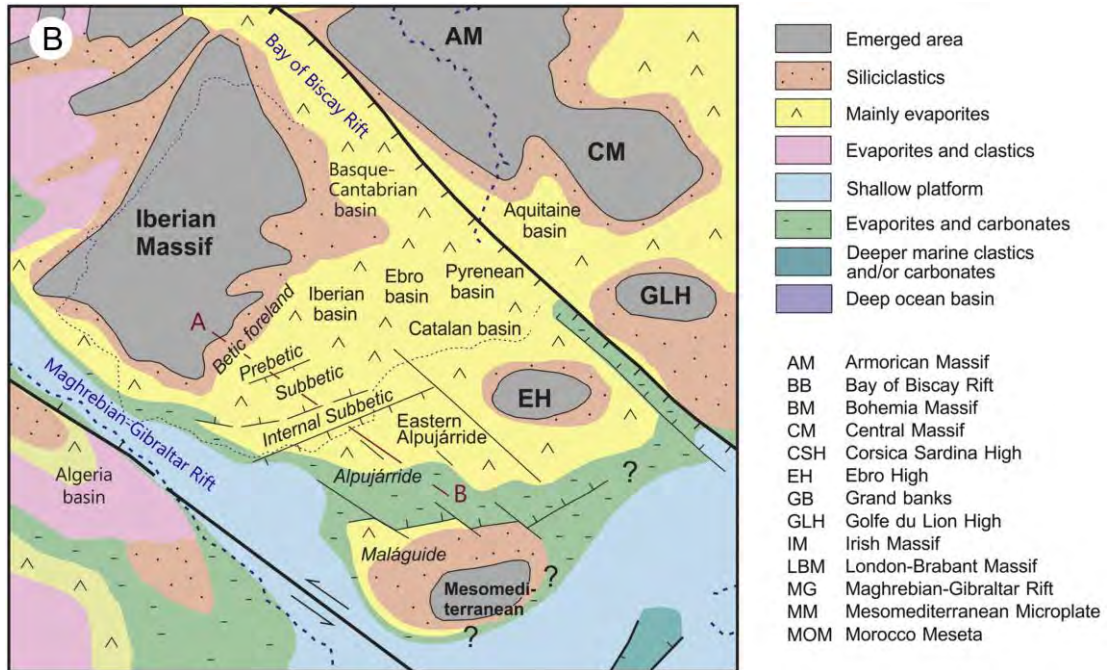 B
AM
Bay of Biscay Rift
CM
Basque-
Cantabrian
basin
Aquitaine
basin
Iberian
Massif
Ebro
basin
Pyrenean
basin
GLH
Iberian
basin
Catalan basin
A
Betic foreland
Prebetic
Subbetic
Internal Subbetic
EH
Eastern
Alpujárride
Maghrebian-Gibraltar Rift
Alpujárride
B
?
Algeria
basin
Maláguide
Mesomedi-
terranean
?
?
Emerged area
Siliciclastics
Mainly evaporites
Evaporites and clastics
Shallow platform
Evaporites and carbonates
Deeper marine clastics
and/or carbonates
Deep ocean basin
AM Armorican Massif
BB Bay of Biscay Rift
BM Bohemia Massif
CM Central Massif
CSH Corsica Sardina High
EH Ebro High
GB Grand banks
GLH Golfe du Lion High
IM Irish Massif
LBM London-Brabant Massif
MG Maghrebian-Gibraltar Rift
MM Mesomediterranean Microplate
MOM Morocco Meseta